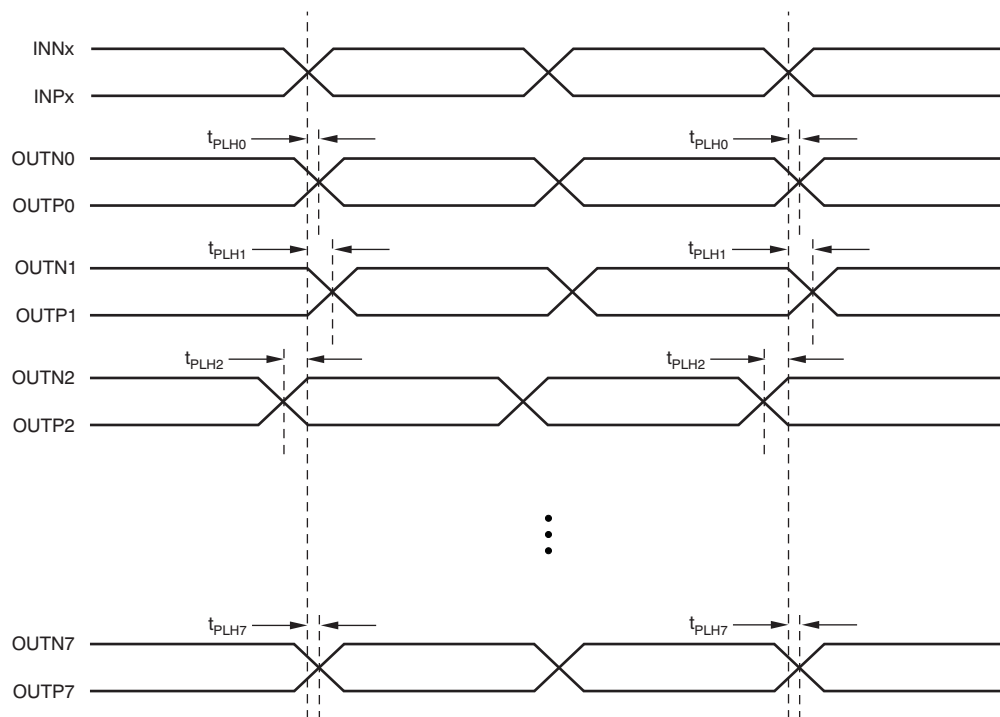 INNx
INPx
tPLH0 tPLH0
OUTN0
OUTP0
tPLH1 tPLH1
OUTN1
OUTP1
tPLH2 tPLH2
OUTN2
OUTP2
tPLH7 tPLH7
OUTN7
OUTP7